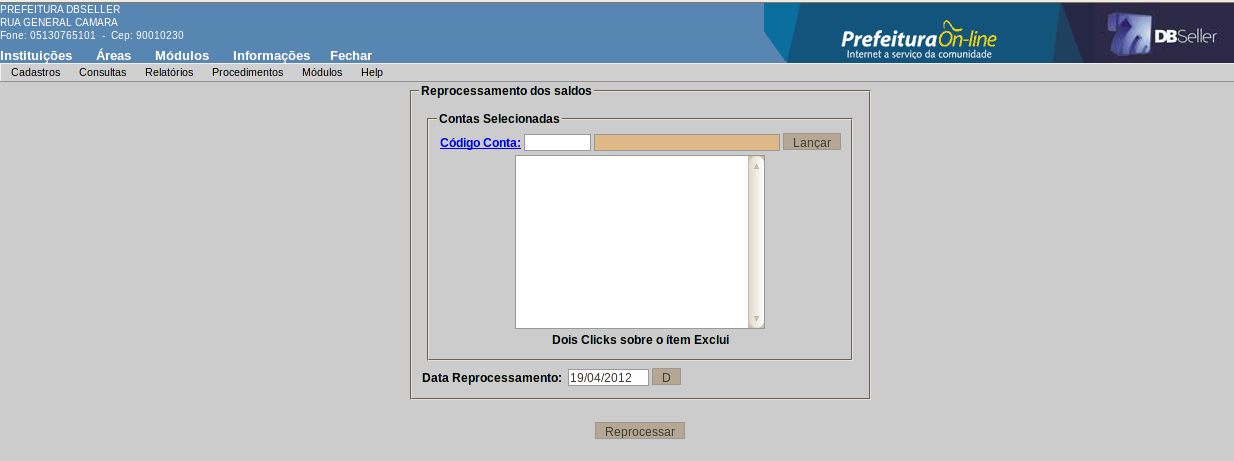 PREFEITURA DBSELLER
RUA GENERAL CAMARA
Fone: 05130765101 - Cep: 90010230
PrefeituraOn-line
Internet a serviço da comunidade
DBSeller
Instituições Áreas Módulos Informações Fechar
Cadastros Consultas Relatórios Procedimentos Módulos Help
Reprocessamento dos saldos
Contas Selecionadas
Código Conta: Lançar
Dois Clicks sobre o ítem Exclui
Data Reprocessamento: 19/04/2012 D
Reprocessar